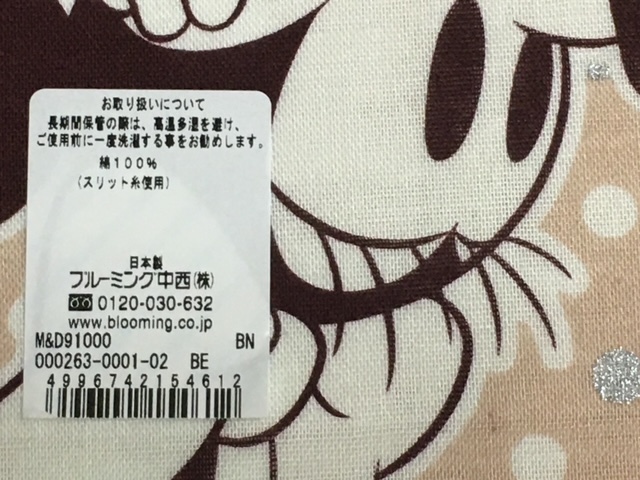 お取り扱いについて
長期間保管の際は、高温多湿を避け、
ご使用前に一度洗濯する事をお勧めします。
綿100%
(スリット糸使用)
日本製
ブルーミング中西(株)
0120-030-632
www.blooming.co.jp
M&D91000 BN
000263-0001-02 BE
4996742154612